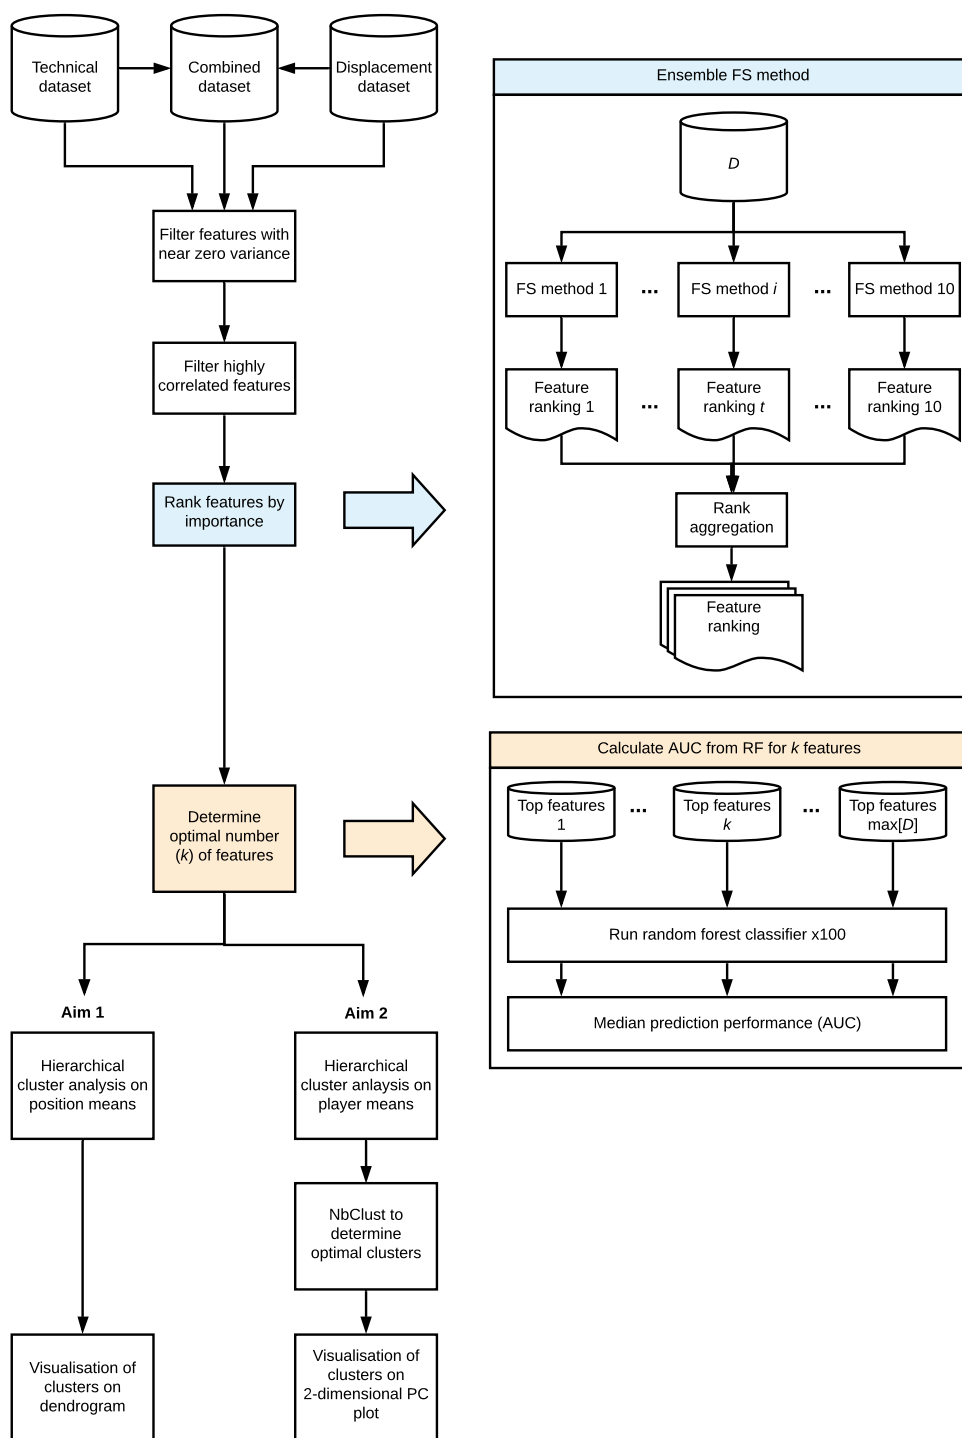 Technical
dataset
Combined
dataset
Displacement
dataset
Filter features with
near zero variance
Filter highly
correlated features
Rank features by
importance
Determine
optimal number
(k) of features
Aim 1
Hierarchical
cluster analysis on
position means
Visualisation of
clusters on
dendrogram
Aim 2
Hierarchical
cluster anlaysis on
player means
NbClust to
determine
optimal clusters
Visualisation of
clusters on
2-dimensional PC
plot
Ensemble FS method
D
FS method 1
...
FS method i
...
FS method 10
Feature
ranking 1
...
Feature
ranking t
...
Feature
ranking 10
Rank
aggregation
Feature
ranking
Calculate AUC from RF for k features
Top features
1
...
Top features
k
...
Top features
max[D]
Run random forest classifier x100
Median prediction performance (AUC)